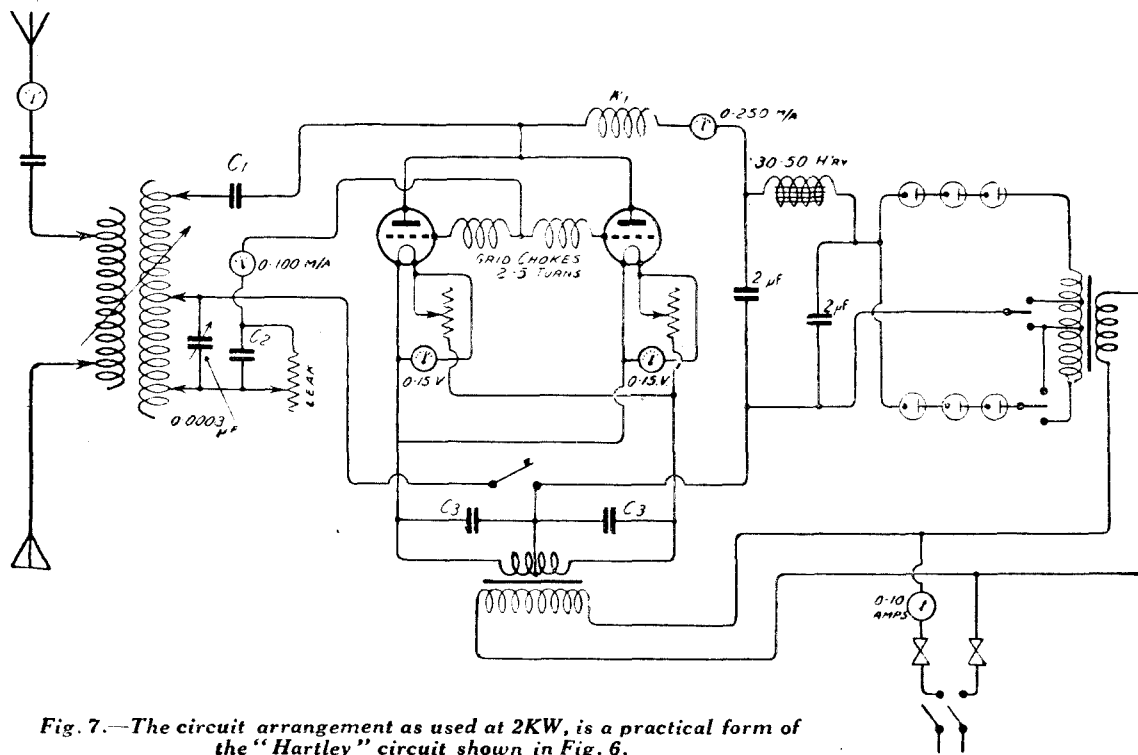 K1
0-250 M/A
C1
30-50 H'RY
GRID CHOKES
2-5 TURNS
0-100 M/A
2 µF
2 µF
C2
LEAK
0-15 V
0-15 V
0.0003
µF
C3
C3
0-10
AMPS
Fig. 7.—The circuit arrangement as used at 2KW, is a practical form of
the "Hartley" circuit shown in Fig. 6.